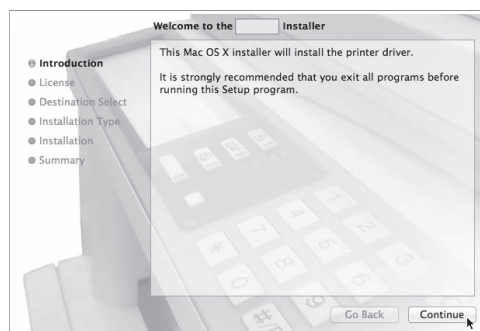 Welcome to the Installer
Introduction
License
Destination Select
Installation Type
Installation
Summary
This Mac OS X installer will install the printer driver.
It is strongly recommended that you exit all programs before
running this Setup program.
Go Back
Continue